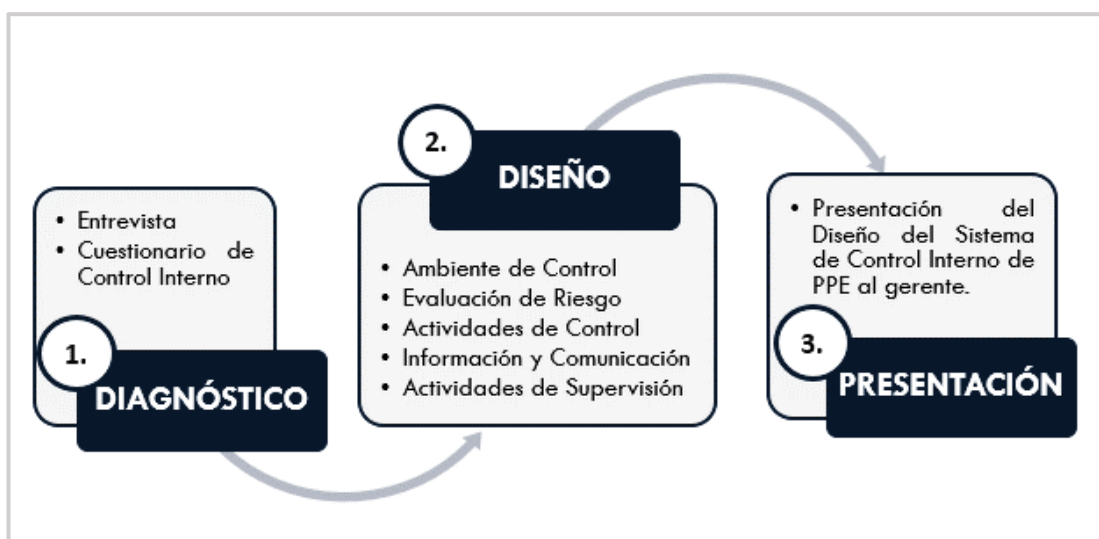 • Entrevista
• Cuestionario de
Control Interno
1.
DIAGNÓSTICO
2.
DISEÑO
• Ambiente de Control
• Evaluación de Riesgo
• Actividades de Control
• Información y Comunicación
• Actividades de Supervisión
• Presentación del
Diseño del Sistema
de Control Interno de
PPE al gerente.
3.
PRESENTACIÓN